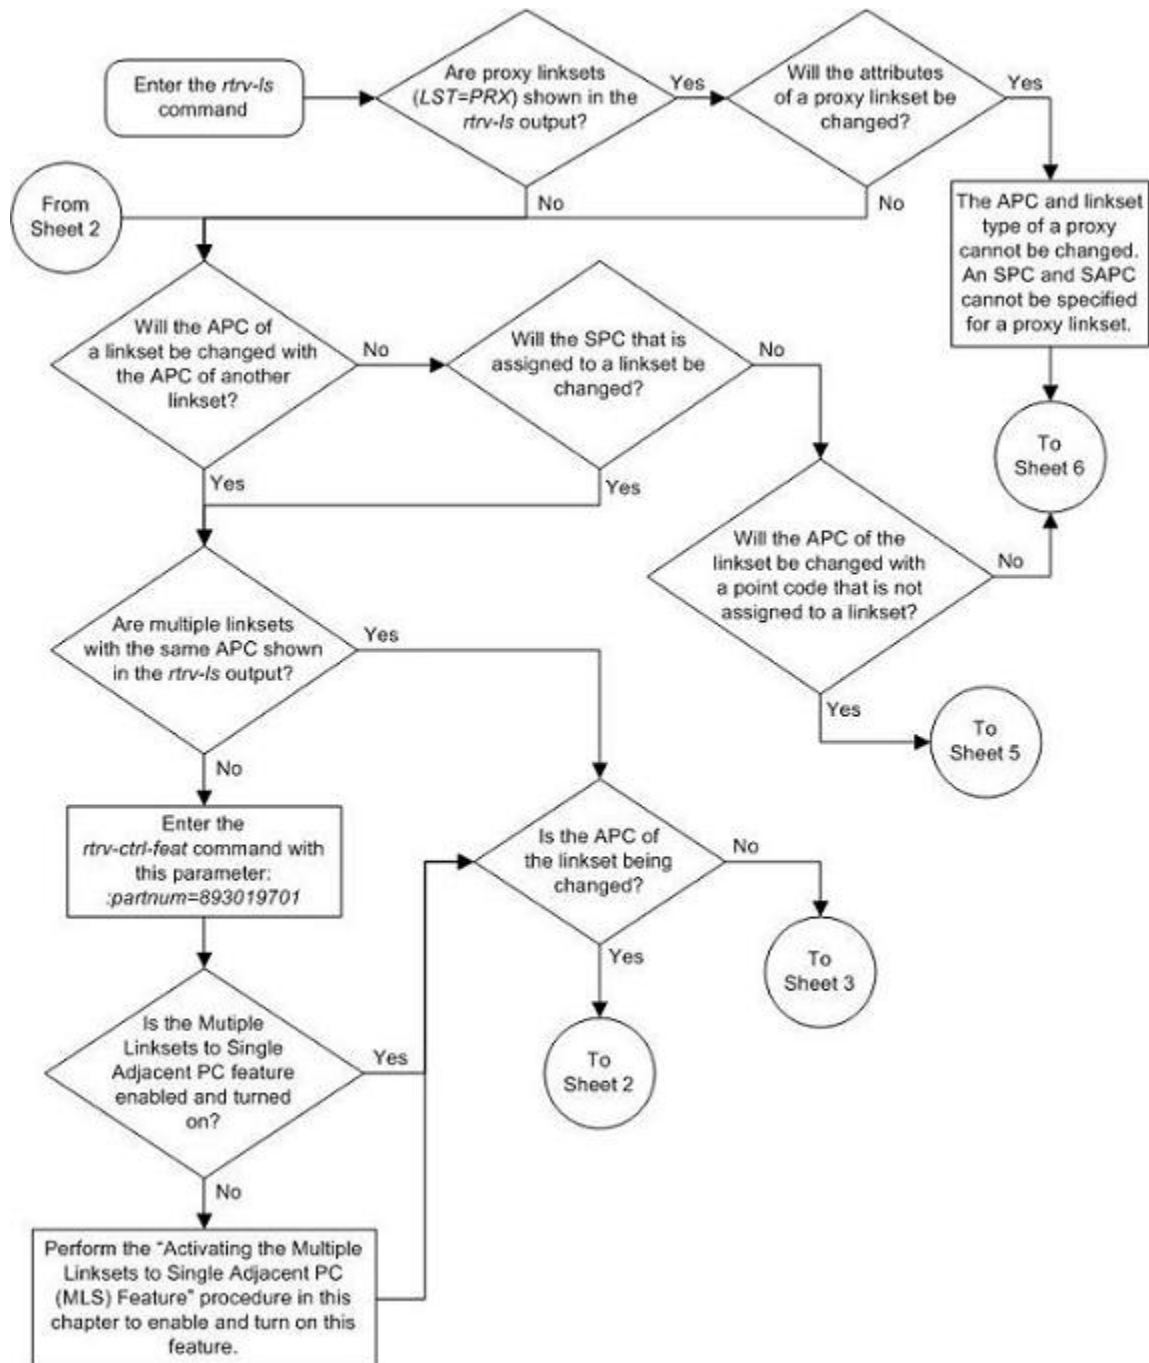 Enter the rtrv-ls
command
Are proxy linksets
(LST=PRX) shown in the
rtrv-ls output?
Yes
Will the attributes
of a proxy linkset be
changed?
Yes
From
Sheet 2
No
No
The APC and linkset
type of a proxy
cannot be changed.
An SPC and SAPC
cannot be specified
for a proxy linkset.
Will the APC of
a linkset be changed with
the APC of another
linkset?
No
Will the SPC that is
assigned to a linkset be
changed?
No
To
Sheet 6
Yes
Yes
Will the APC of the
linkset be changed with
a point code that is not
assigned to a linkset?
No
Are multiple linksets
with the same APC shown
in the rtrv-ls output?
Yes
Yes
To
Sheet 5
No
Enter the
rtrv-ctrl-feat command with
this parameter:
:partnum=893019701
Is the APC of
the linkset being
changed?
No
Yes
To
Sheet 3
Is the Mutiple
Linksets to Single
Adjacent PC feature
enabled and turned
on?
Yes
To
Sheet 2
No
Perform the “Activating the Multiple
Linksets to Single Adjacent PC
(MLS) Feature” procedure in this
chapter to enable and turn on this
feature.